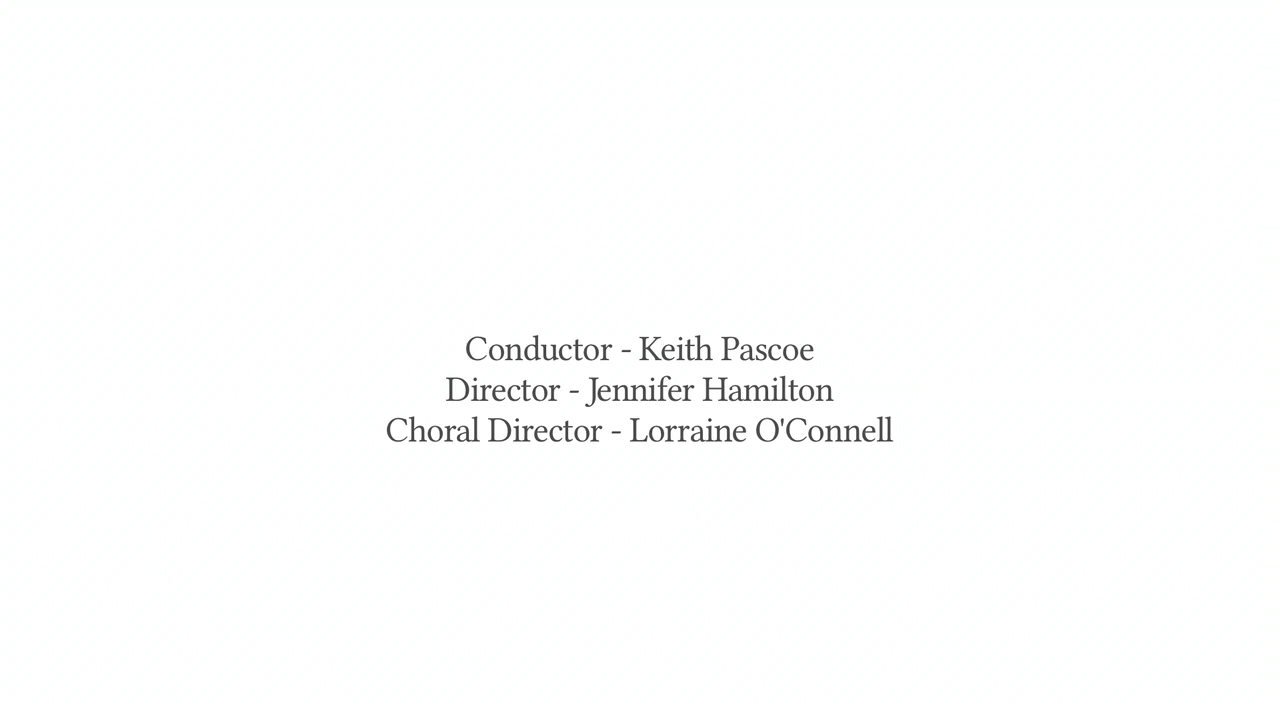 Conductor - Keith Pascoe
Director - Jennifer Hamilton
Choral Director - Lorraine O'Connell